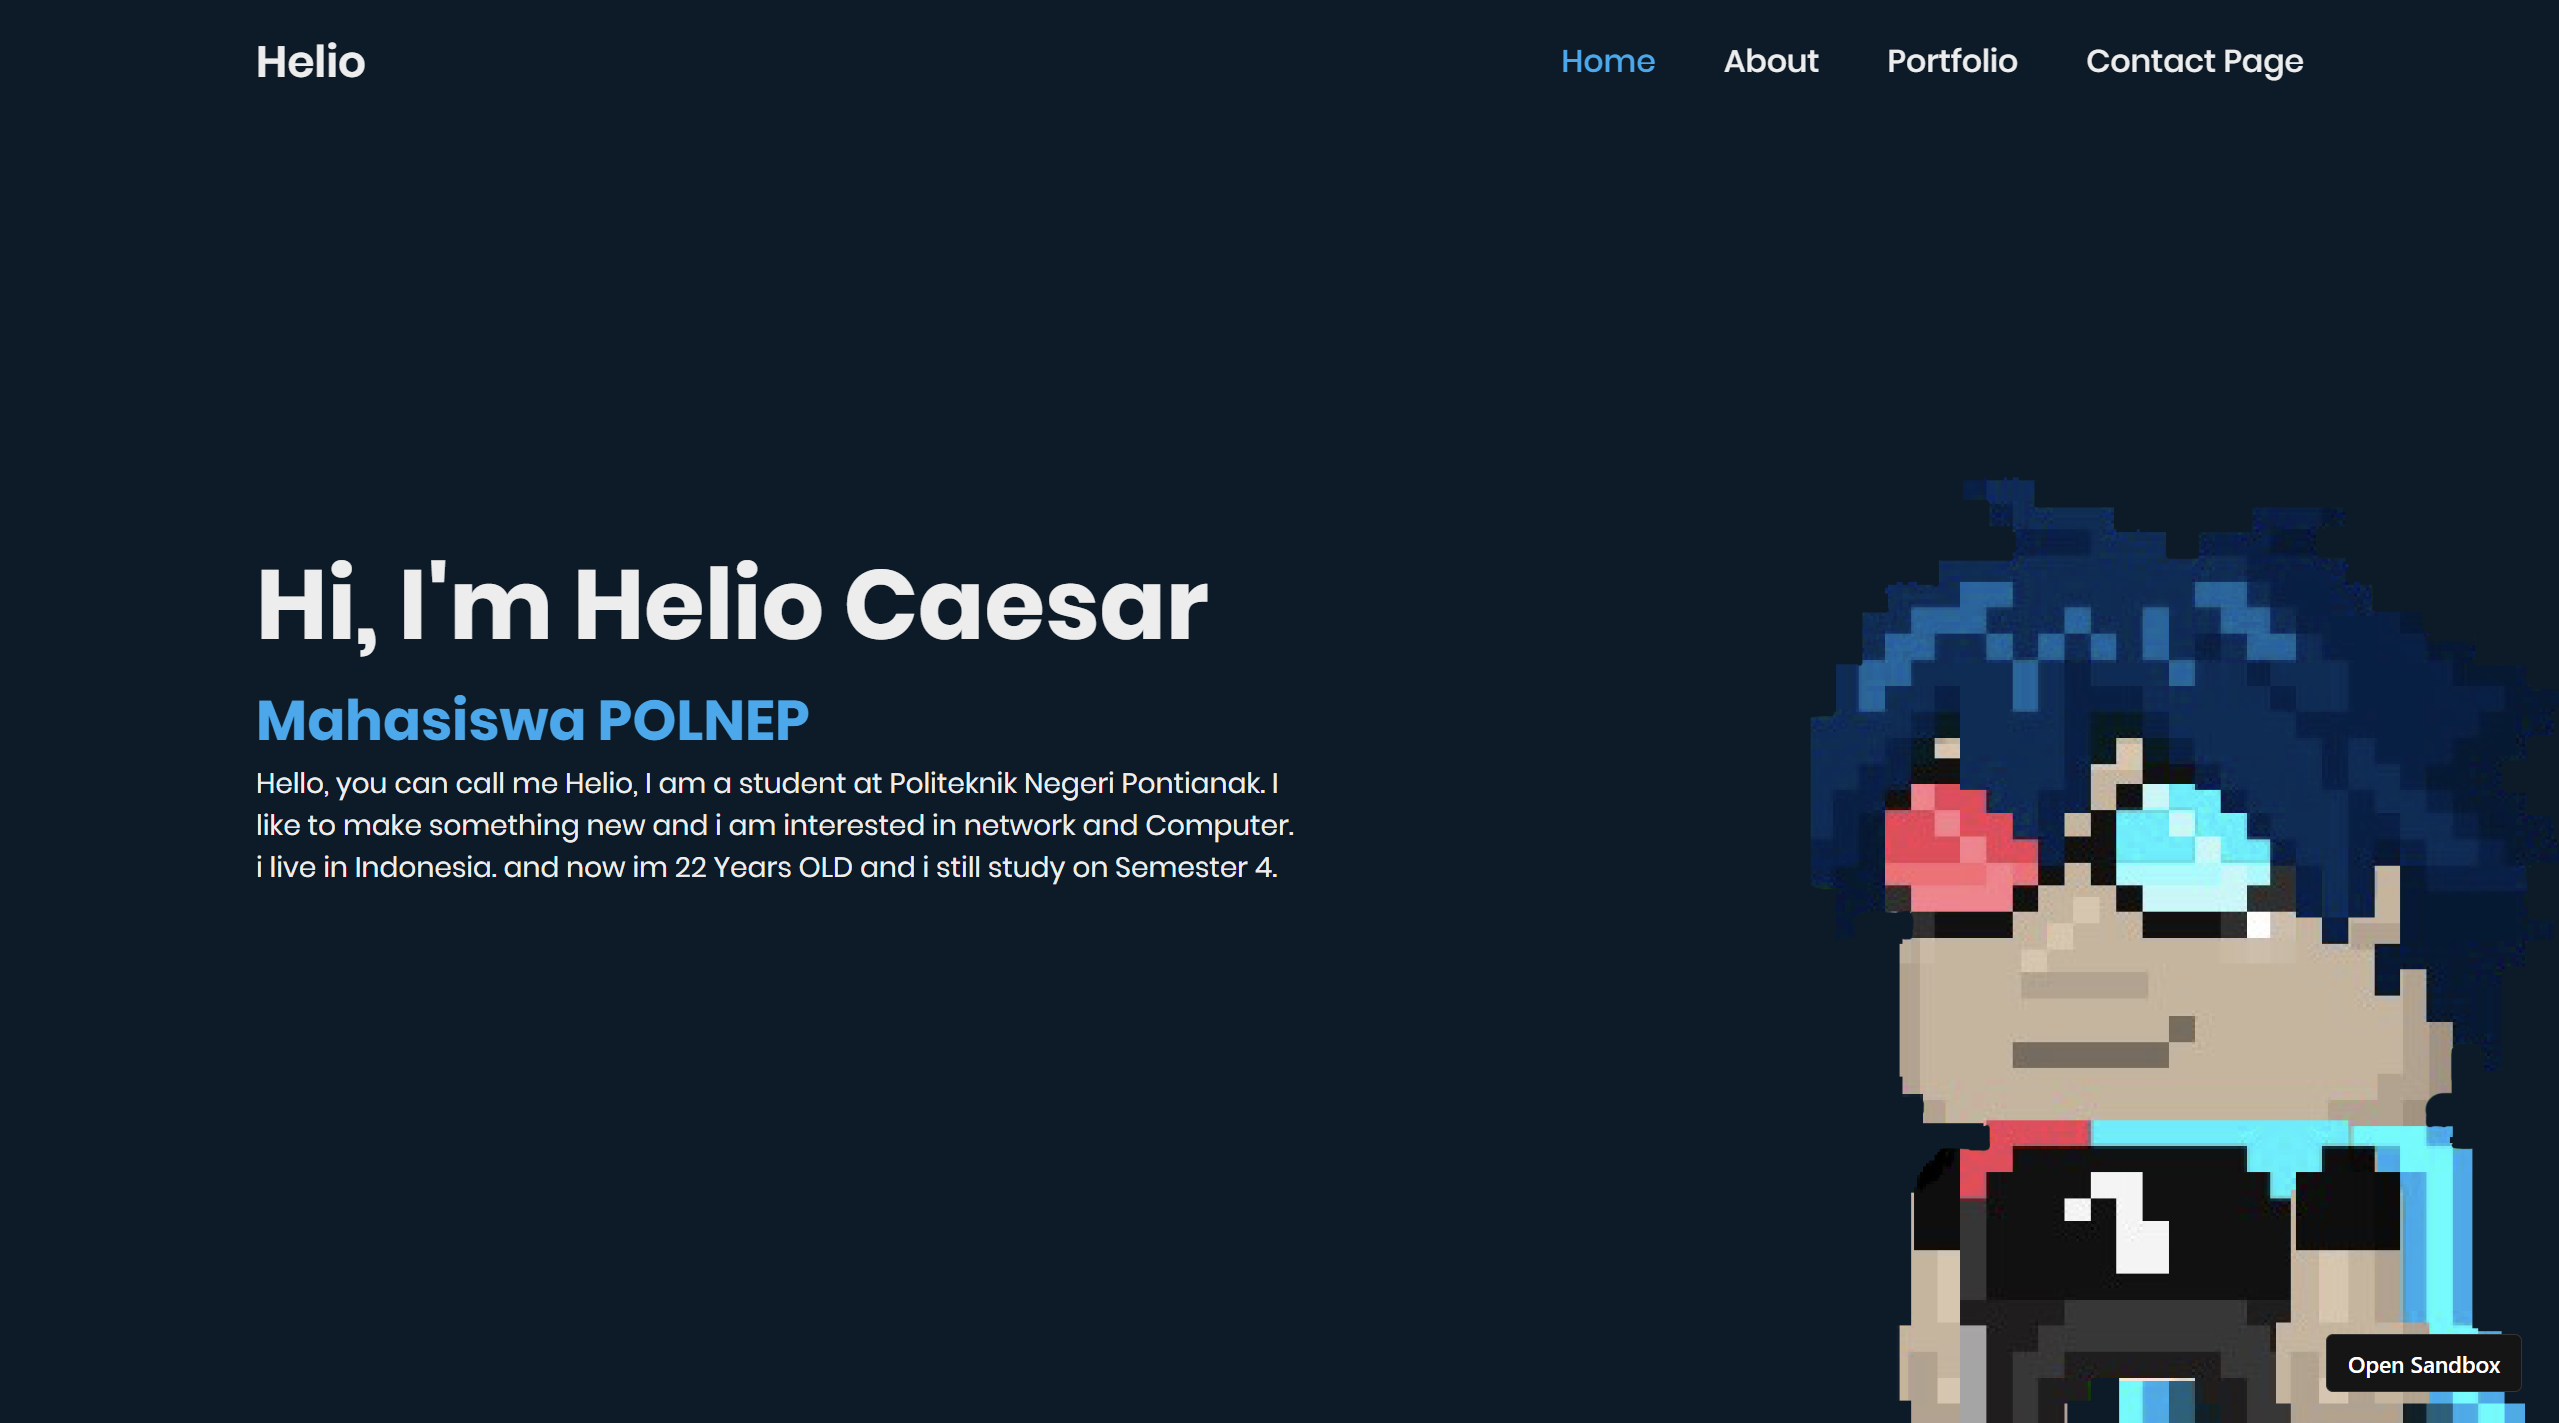 Helio
Home About Portfolio Contact Page
Hi, I'm Helio Caesar
Mahasiswa POLNEP
Hello, you can call me Helio, I am a student at Politeknik Negeri Pontianak. I
like to make something new and i am interested in network and Computer.
i live in Indonesia. and now im 22 Years OLD and i still study on Semester 4.
Open Sandbox